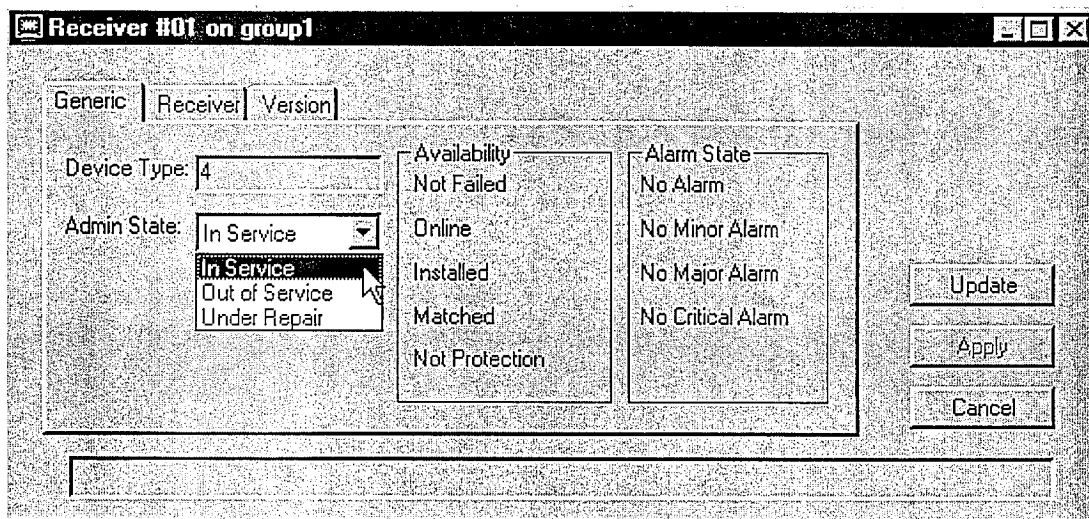 Receiver #01 on group1
Generic Receiver Version
Device Type: 4
Admin State: In Service
In Service
Out of Service
Under Repair
Availability
Not Failed
Online
Installed
Matched
Not Protection
Alarm State
No Alarm
No Minor Alarm
No Major Alarm
No Critical Alarm
Update
Apply
Cancel